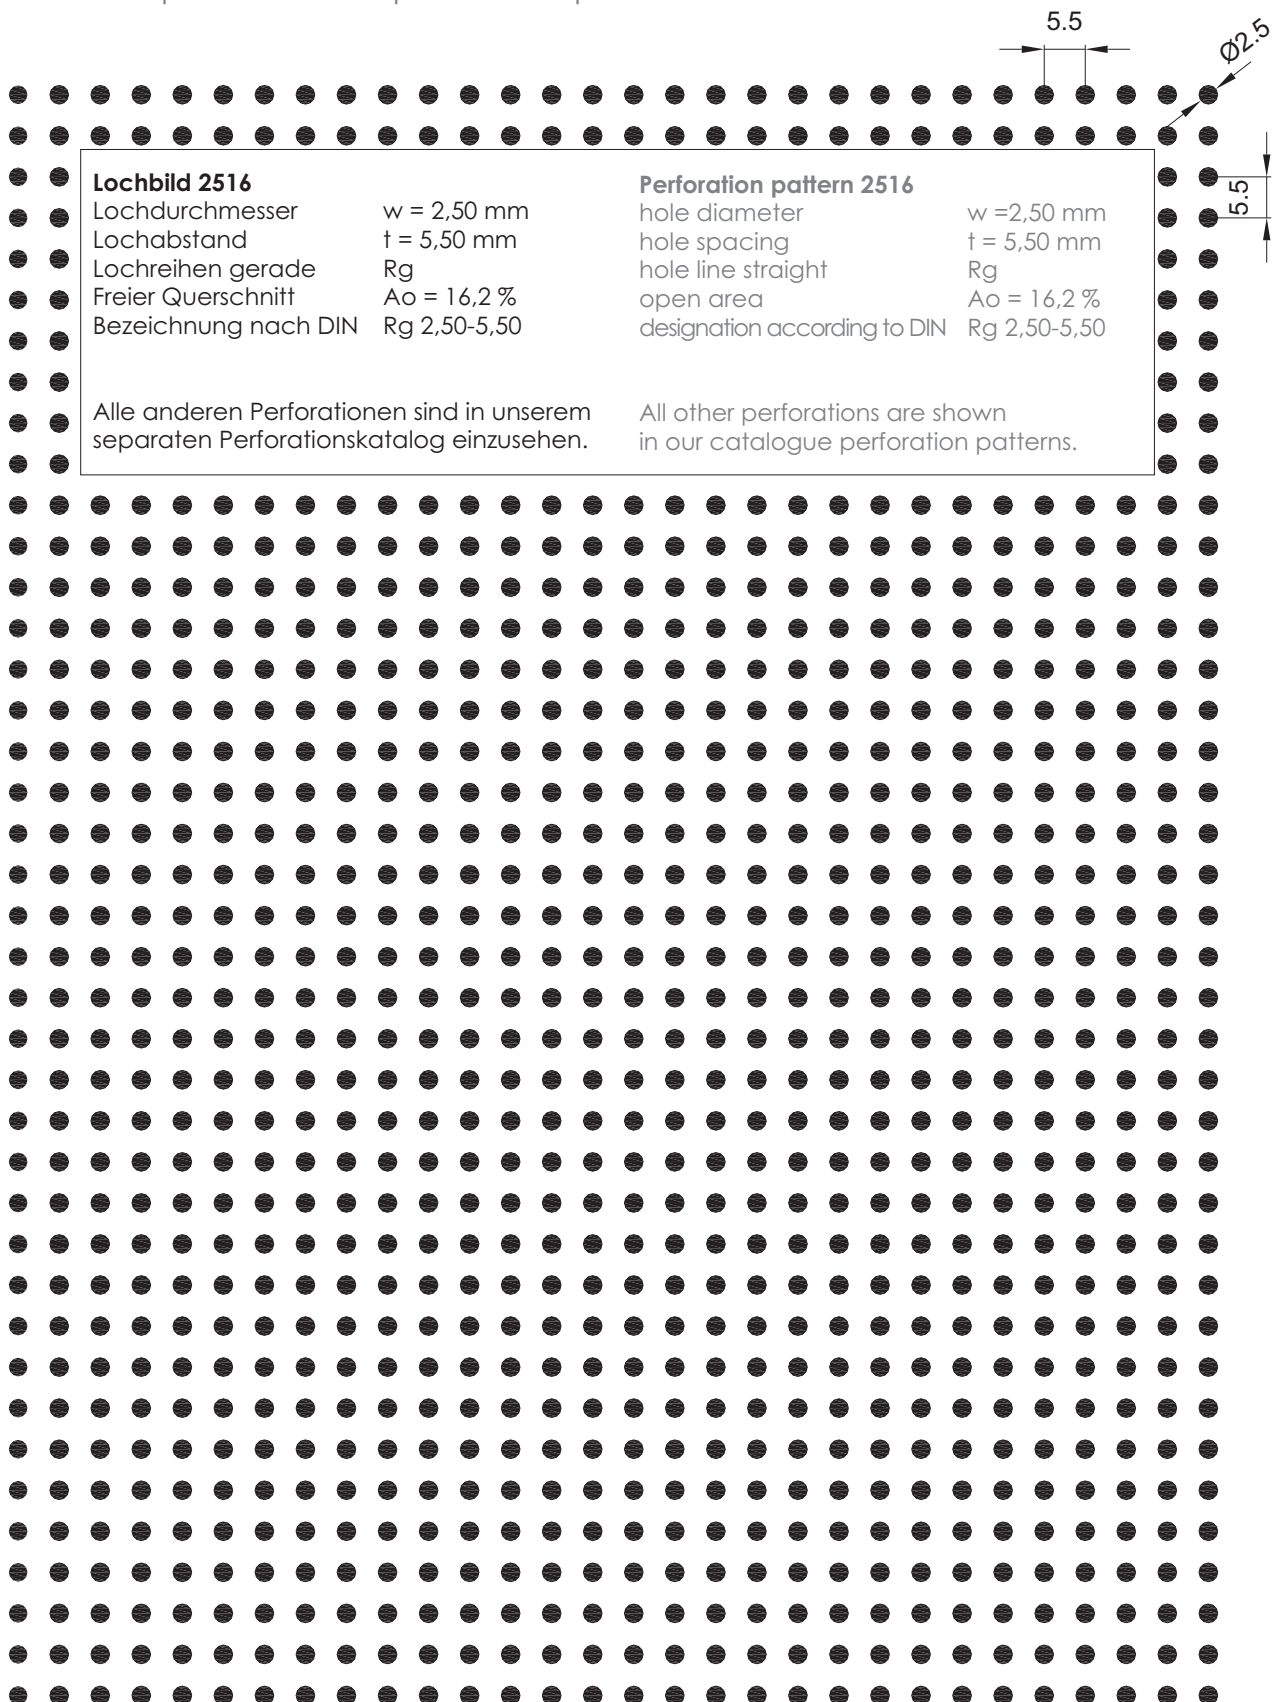 5.5
Ø2.5
5.5
Lochbild 2516
Lochdurchmesser w = 2,50 mm
Lochabstand t = 5,50 mm
Lochreihen gerade Rg
Freier Querschnitt Ao = 16,2 %
Bezeichnung nach DIN Rg 2,50-5,50
Alle anderen Perforationen sind in unserem
separaten Perforationskatalog einzusehen.
Perforation pattern 2516
hole diameter w =2,50 mm
hole spacing t = 5,50 mm
hole line straight Rg
open area Ao = 16,2 %
designation according to DIN Rg 2,50-5,50
All other perforations are shown
in our catalogue perforation patterns.